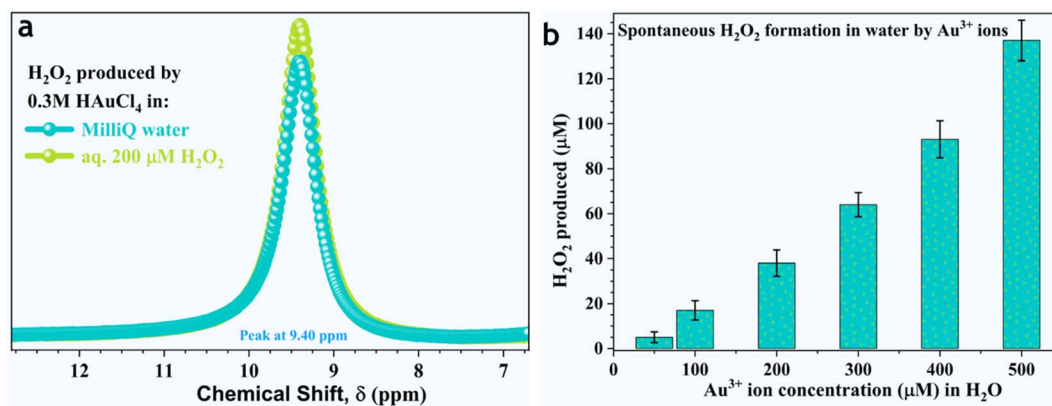 a
H₂O₂ produced by
0.3M HAuCl₄ in:
MilliQ water
aq. 200 μM H₂O₂
Peak at 9.40 ppm
12 11 10 9 8 7
Chemical Shift, δ (ppm)
b
Spontaneous H₂O₂ formation in water by Au³⁺ ions
H₂O₂ produced (μM)
140
120
100
80
60
40
20
0
0 100 200 300 400 500
Au³⁺ ion concentration (μM) in H₂O